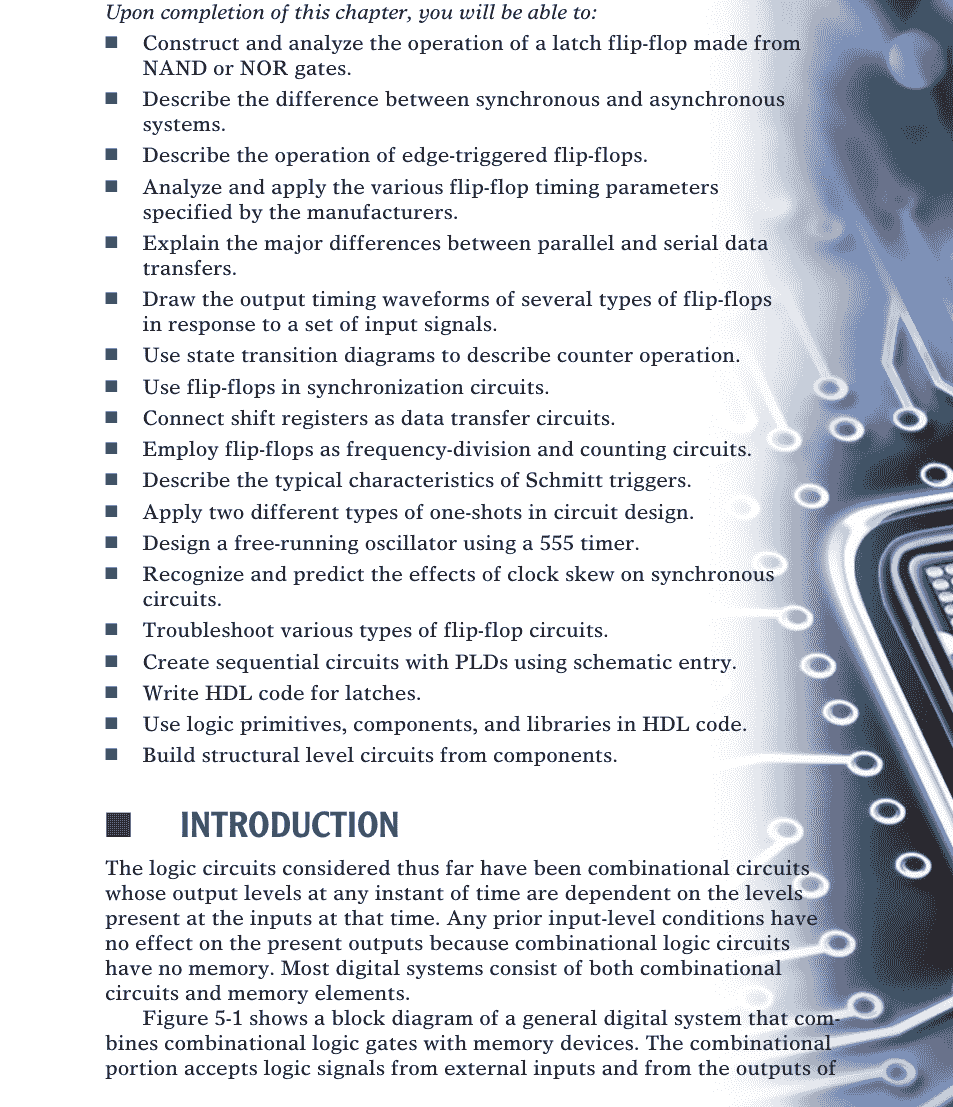 Upon completion of this chapter, you will be able to:
■ Construct and analyze the operation of a latch flip-flop made from
NAND or NOR gates.
■ Describe the difference between synchronous and asynchronous
systems.
■ Describe the operation of edge-triggered flip-flops.
■ Analyze and apply the various flip-flop timing parameters
specified by the manufacturers.
■ Explain the major differences between parallel and serial data
transfers.
■ Draw the output timing waveforms of several types of flip-flops
in response to a set of input signals.
■ Use state transition diagrams to describe counter operation.
■ Use flip-flops in synchronization circuits.
■ Connect shift registers as data transfer circuits.
■ Employ flip-flops as frequency-division and counting circuits.
■ Describe the typical characteristics of Schmitt triggers.
■ Apply two different types of one-shots in circuit design.
■ Design a free-running oscillator using a 555 timer.
■ Recognize and predict the effects of clock skew on synchronous
circuits.
■ Troubleshoot various types of flip-flop circuits.
■ Create sequential circuits with PLDs using schematic entry.
■ Write HDL code for latches.
■ Use logic primitives, components, and libraries in HDL code.
■ Build structural level circuits from components.
■ INTRODUCTION
The logic circuits considered thus far have been combinational circuits
whose output levels at any instant of time are dependent on the levels
present at the inputs at that time. Any prior input-level conditions have
no effect on the present outputs because combinational logic circuits
have no memory. Most digital systems consist of both combinational
circuits and memory elements.
Figure 5-1 shows a block diagram of a general digital system that com-
bines combinational logic gates with memory devices. The combinational
portion accepts logic signals from external inputs and from the outputs of